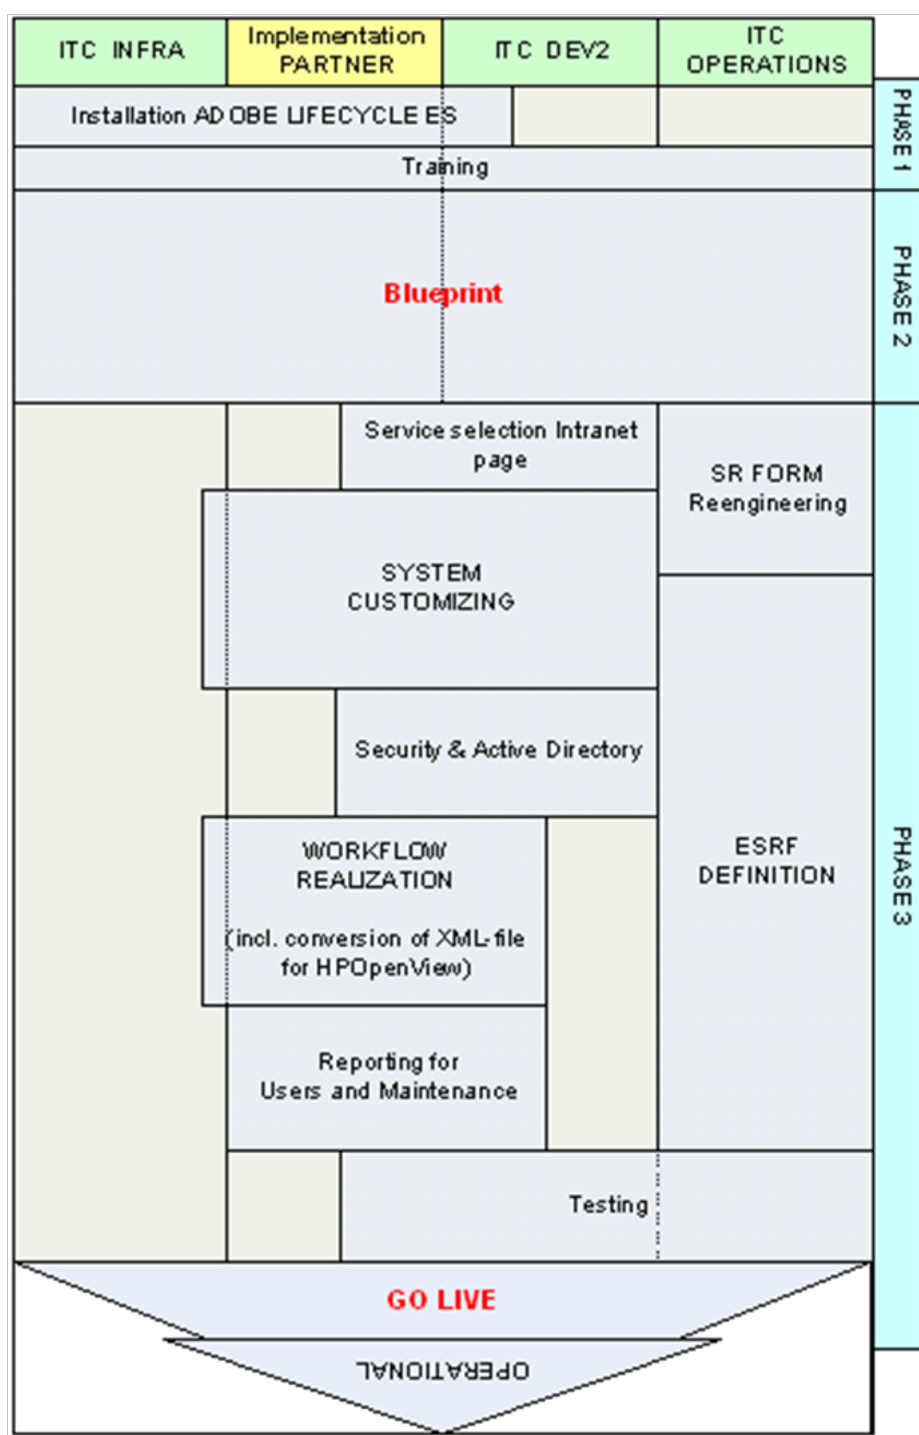 ITC INFRA
Implementation
PARTNER
ITC DEV2
ITC
OPERATIONS
Installation ADOBE LIFECYCLE ES
PHASE 1
Training
Blueprint
PHASE 2
Service selection Intranet
page
SR FORM
Reengineering
SYSTEM
CUSTOMIZING
Security & Active Directory
WORKFLOW
REALIZATION
(incl. conversion of XML-file
for HPOpenView)
ESRF
DEFINITION
PHASE 3
Reporting for
Users and Maintenance
Testing
GO LIVE
OPERATIONAL